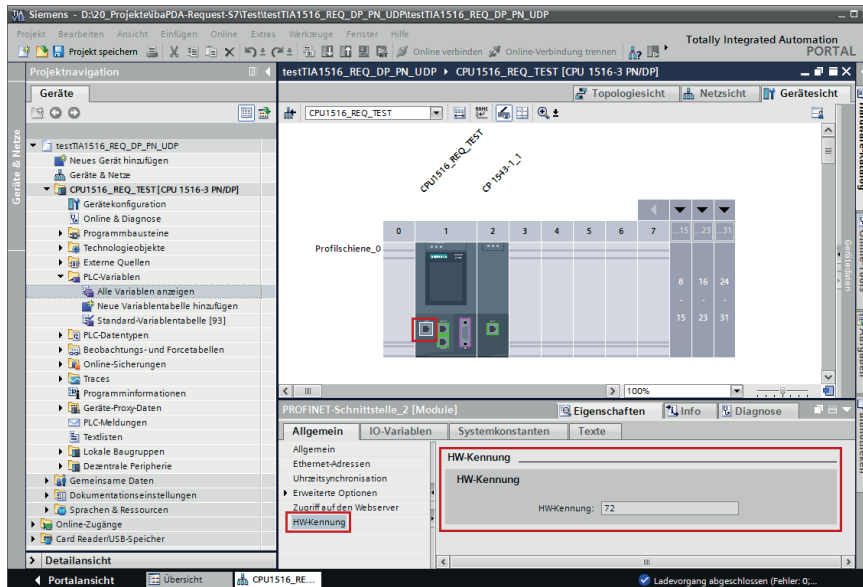 Siemens - D:\20_Projekte\ibaPDA-Request-S7\Test\testTIA1516_REQ_DP_PN_UDP\testTIA1516_REQ_DP_PN_UDP
Projekt Bearbeiten Ansicht Einfügen Online Extras Werkzeuge Fenster Hilfe
Projekt speichern Online verbinden Online-Verbindung trennen
Totally Integrated Automation
PORTAL
Projektnavigation
testTIA1516_REQ_DP_PN_UDP CPU1516_REQ_TEST [CPU 1516-3 PN/DP]
Geräte
Topologiesicht Netzsicht Gerätesicht
CPU1516_REQ_TEST
Geräte & Netze
testTIA1516_REQ_DP_PN_UDP
Neues Gerät hinzufügen
Geräte & Netze
CPU1516_REQ_TEST [CPU 1516-3 PN/DP]
Gerätekonfiguration
Online & Diagnose
Programmbausteine
Technologieobjekte
Externe Quellen
PLC-Variablen
Alle Variablen anzeigen
Neue Variablentabelle hinzufügen
Standard-Variablentabelle [93]
PLC-Datentypen
Beobachtungs- und Forcetabellen
Online-Sicherungen
Traces
Programminformationen
Geräte-Proxy-Daten
PLC-Meldungen
Textlisten
Lokale Baugruppen
Dezentrale Peripherie
Gemeinsame Daten
Dokumentationseinstellungen
Sprachen & Ressourcen
Online-Zugänge
Card Reader/USB-Speicher
Detailansicht
CPU1516_REQ_TEST
CP 1543-1_1
0 1 2 3 4 5 6 7 ...15 ...23 ...31
Profilschiene_0
8 16 24
- - -
15 23 31
SIEMENS
Gerätedaten
100%
PROFINET-Schnittstelle_2 [Module]
Eigenschaften Info Diagnose
Allgemein IO-Variablen Systemkonstanten Texte
Allgemein
Ethernet-Adressen
Uhrzeitsynchronisation
Erweiterte Optionen
Zugriff auf den Webserver
HW-Kennung
HW-Kennung
HW-Kennung
HW-Kennung: 72
Portalansicht Übersicht CPU1516_RE...
Ladevorgang abgeschlossen (Fehler: 0;...